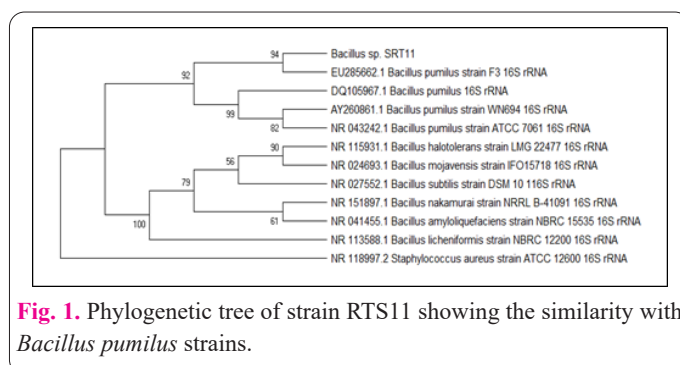 Bacillus sp. SRT11
94
EU285662.1 Bacillus pumilus strain F3 16S rRNA
92
DQ105967.1 Bacillus pumilus 16S rRNA
99
AY260861.1 Bacillus pumilus strain WN694 16S rRNA
82
NR 043242.1 Bacillus pumilus strain ATCC 7061 16S rRNA
NR 115931.1 Bacillus halotolerans strain LMG 22477 16S rRNA
90
NR 024693.1 Bacillus mojavensis strain IFO15718 16S rRNA
56
NR 027552.1 Bacillus subtilis strain DSM 10 116S rRNA
79
NR 151897.1 Bacillus nakamurai strain NRRL B-41091 16S rRNA
61
NR 041455.1 Bacillus amyloliquefaciens strain NBRC 15535 16S rRNA
100
NR 113588.1 Bacillus licheniformis strain NBRC 12200 16S rRNA
NR 118997.2 Staphylococcus aureus strain ATCC 12600 16S rRNA
Fig. 1. Phylogenetic tree of strain RTS11 showing the similarity with
Bacillus pumilus strains.